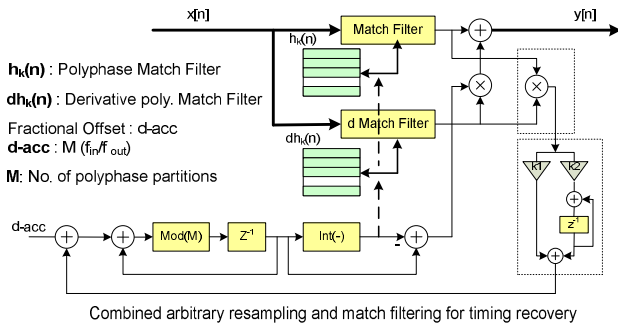 x[n]
y[n]
Match Filter
hk(n)
hk(n) : Polyphase Match Filter
dhk(n) : Derivative poly. Match Filter
d Match Filter
Fractional Offset : d-acc
d-acc : M (fin/f out)
dhk(n)
M: No. of polyphase partitions
k1
k2
z-1
d-acc
Mod(M)
Z-1
Int(-)
-
Combined arbitrary resampling and match filtering for timing recovery